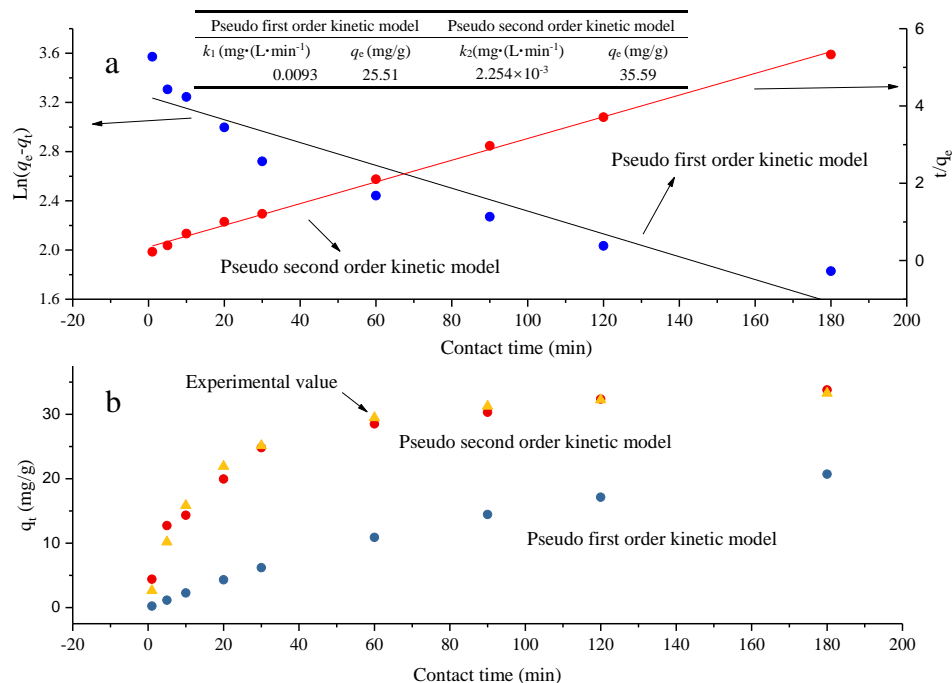 Pseudo first order kinetic model Pseudo second order kinetic model
k₁ (mg·(L·min⁻¹) qₑ (mg/g) k₂(mg·(L·min⁻¹) qₑ (mg/g)
0.0093 25.51 2.254×10⁻³ 35.59
a
Ln(qₑ-qₜ)
3.6
3.2
2.8
2.4
2.0
1.6
6
4
2
0
t/qₑ
Pseudo first order kinetic model
Pseudo second order kinetic model
-20 0 20 40 60 80 100 120 140 160 180 200
Contact time (min)
b
qₜ (mg/g)
30
20
10
0
Experimental value
Pseudo second order kinetic model
Pseudo first order kinetic model
-20 0 20 40 60 80 100 120 140 160 180 200
Contact time (min)